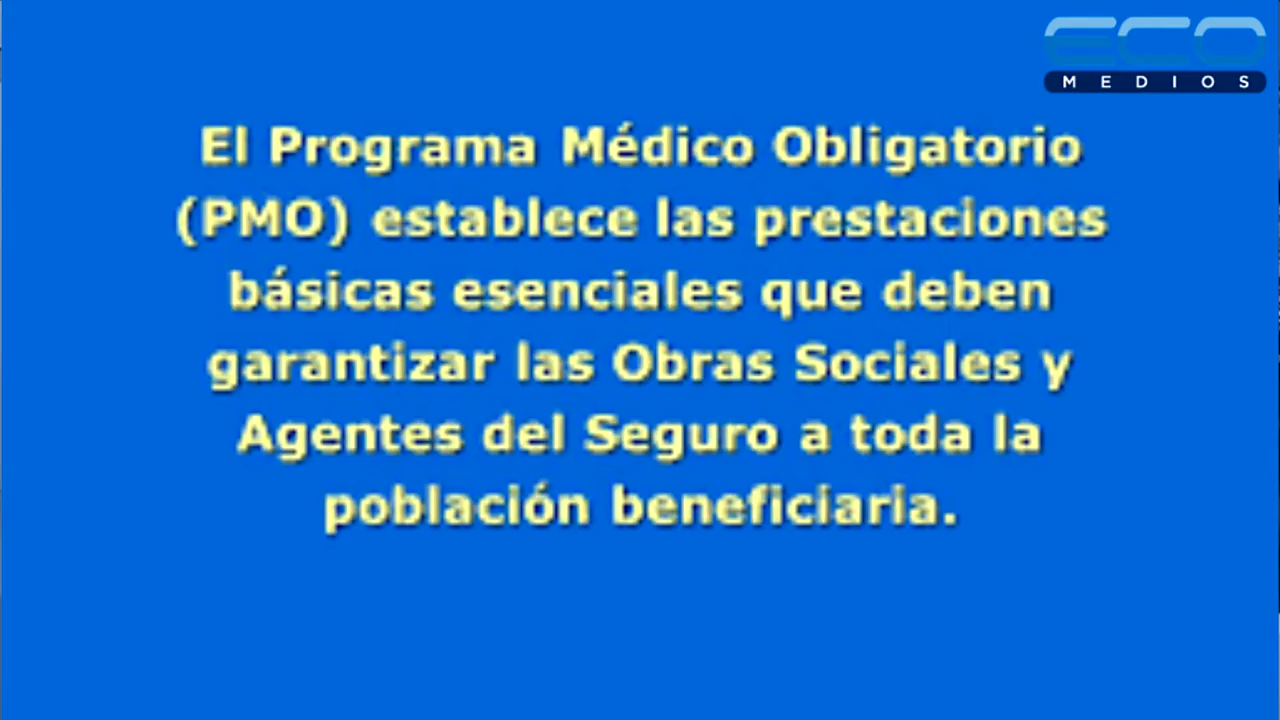 ECO
MEDIOS
El Programa Médico Obligatorio
(PMO) establece las prestaciones
básicas esenciales que deben
garantizar las Obras Sociales y
Agentes del Seguro a toda la
población beneficiaria.